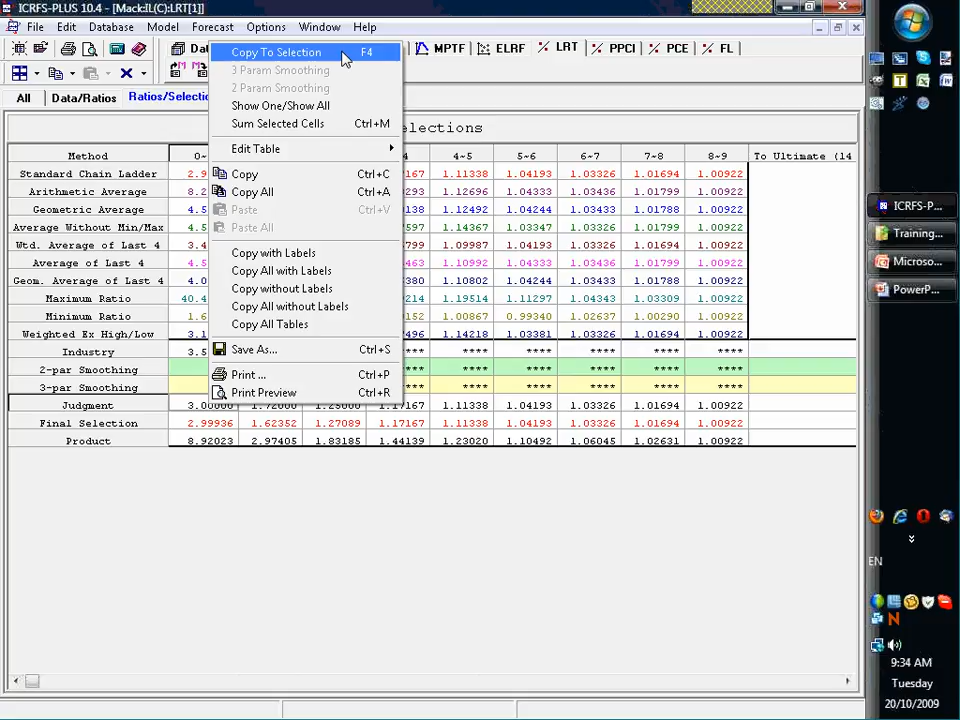 ICRFS-PLUS 10.4 - [Mack:IL(C):LRT[1]]
File Edit Database Model Forecast Options Window Help
MPTF ELRF LRT PPCI PCE FL
All Data/Ratios
Copy To Selection F4
3 Param Smoothing
2 Param Smoothing
Show One/Show All
Sum Selected Cells Ctrl+M
Edit Table
Copy Ctrl+C
Copy All Ctrl+A
Paste Ctrl+V
Paste All
Copy with Labels
Copy All with Labels
Copy without Labels
Copy All without Labels
Copy All Tables
Save As... Ctrl+S
Print ... Ctrl+P
Print Preview Ctrl+R
Method 4~5 5~6 6~7 7~8 8~9 To Ultimate (14
Standard Chain Ladder 1.11338 1.04193 1.03326 1.01694 1.00922
Arithmetic Average 1.12696 1.04331 1.03433 1.01788 1.00922
Geometric Average 1.12492 1.04244 1.03433 1.01788 1.00922
Average Without Min/Max 1.14367 1.03347 1.03433 1.01788 1.00922
Wtd. Average of Last 4 1.09987 1.04193 1.03326 1.01694 1.00922
Average of Last 4 1.10992 1.04331 1.03433 1.01788 1.00922
Geom. Average of Last 4 1.10802 1.04244 1.03433 1.01788 1.00922
Maximum Ratio 1.19514 1.11297 1.04343 1.03309 1.00922
Minimum Ratio 1.00867 0.99340 1.02637 1.00290 1.00922
Weighted Ex High/Low 1.14218 1.03381 1.03326 1.01694 1.00922
Industry **** **** **** **** ****
2-par Smoothing **** **** **** **** ****
3-par Smoothing **** **** **** **** ****
Judgment 3.00000 1.72000 1.25000 1.17167 1.11338 1.04193 1.03326 1.01694 1.00922
Final Selection 2.99936 1.62352 1.27089 1.17167 1.11338 1.04193 1.03326 1.01694 1.00922
Product 8.92023 2.97405 1.83185 1.44139 1.23020 1.10492 1.06045 1.02631 1.00922
ICRFS-P...
Training...
Microso...
PowerP...
EN
9:34 AM
Tuesday
20/10/2009